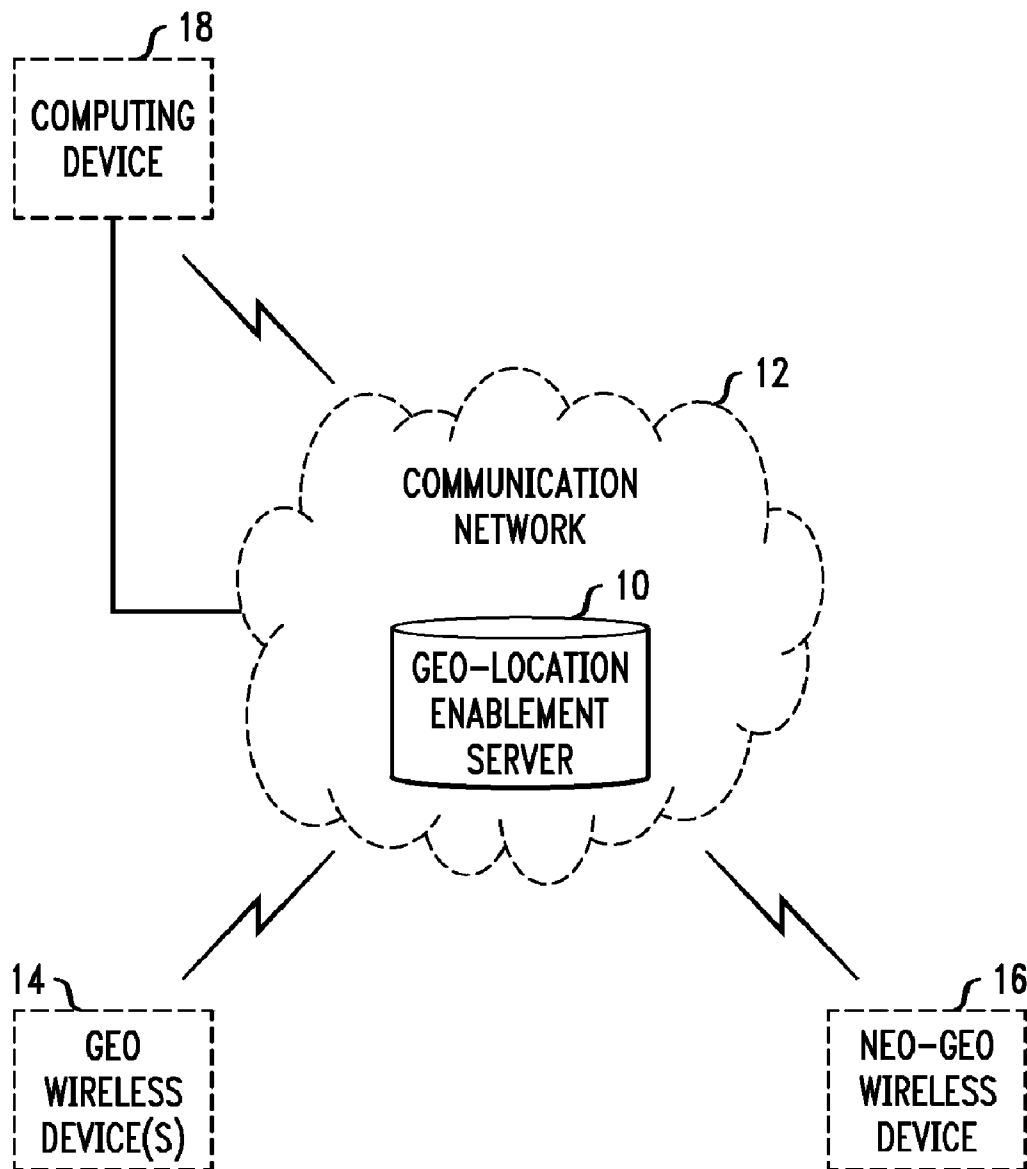 18
COMPUTING
DEVICE
12
COMMUNICATION
NETWORK
10
GEO-LOCATION
ENABLEMENT
SERVER
14
GEO
WIRELESS
DEVICE(S)
16
NEO-GEO
WIRELESS
DEVICE